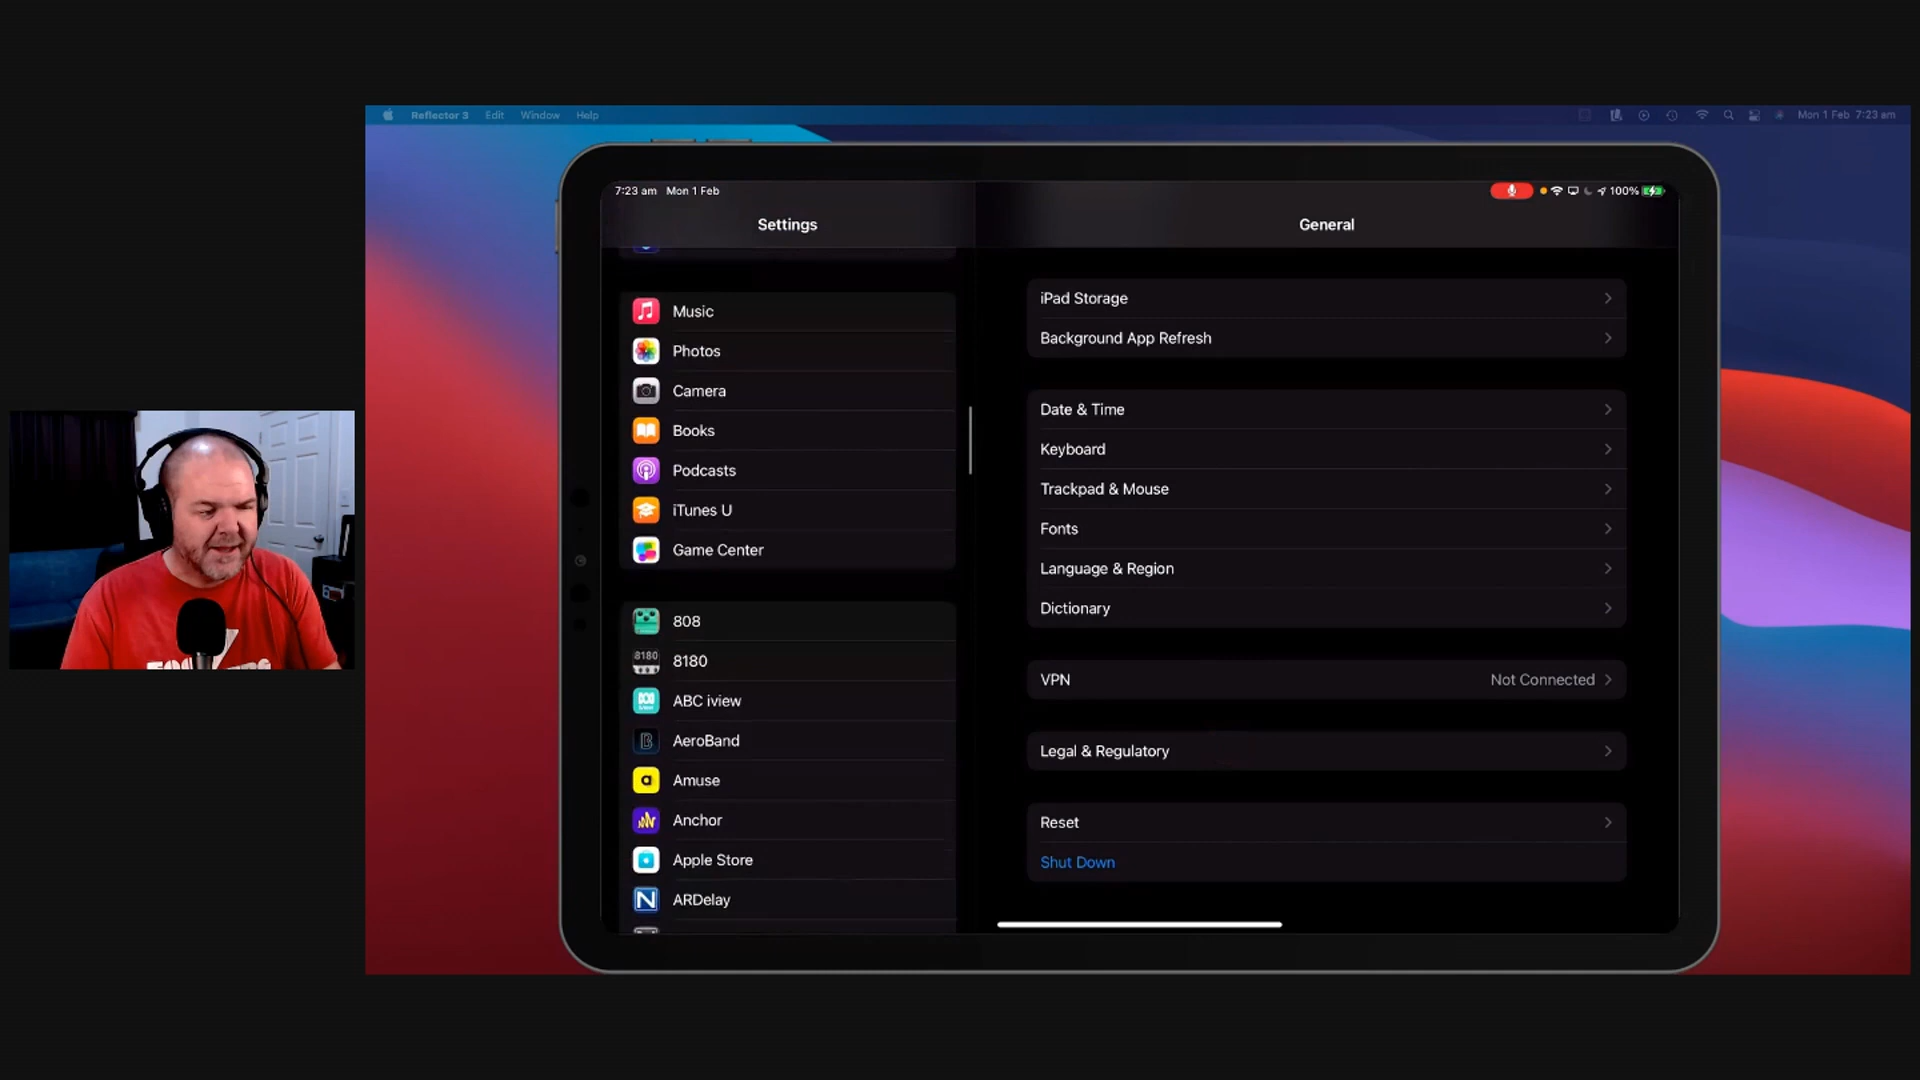 Reflector 3 Edit Window Help
Mon 1 Feb 7:23 am
7:23 am Mon 1 Feb
100%
Settings
General
Music
Photos
Camera
Books
Podcasts
iTunes U
Game Center
808
8180
8180
ABC iview
AeroBand
Amuse
Anchor
Apple Store
ARDelay
iPad Storage
Background App Refresh
Date & Time
Keyboard
Trackpad & Mouse
Fonts
Language & Region
Dictionary
VPN
Not Connected
Legal & Regulatory
Reset
Shut Down